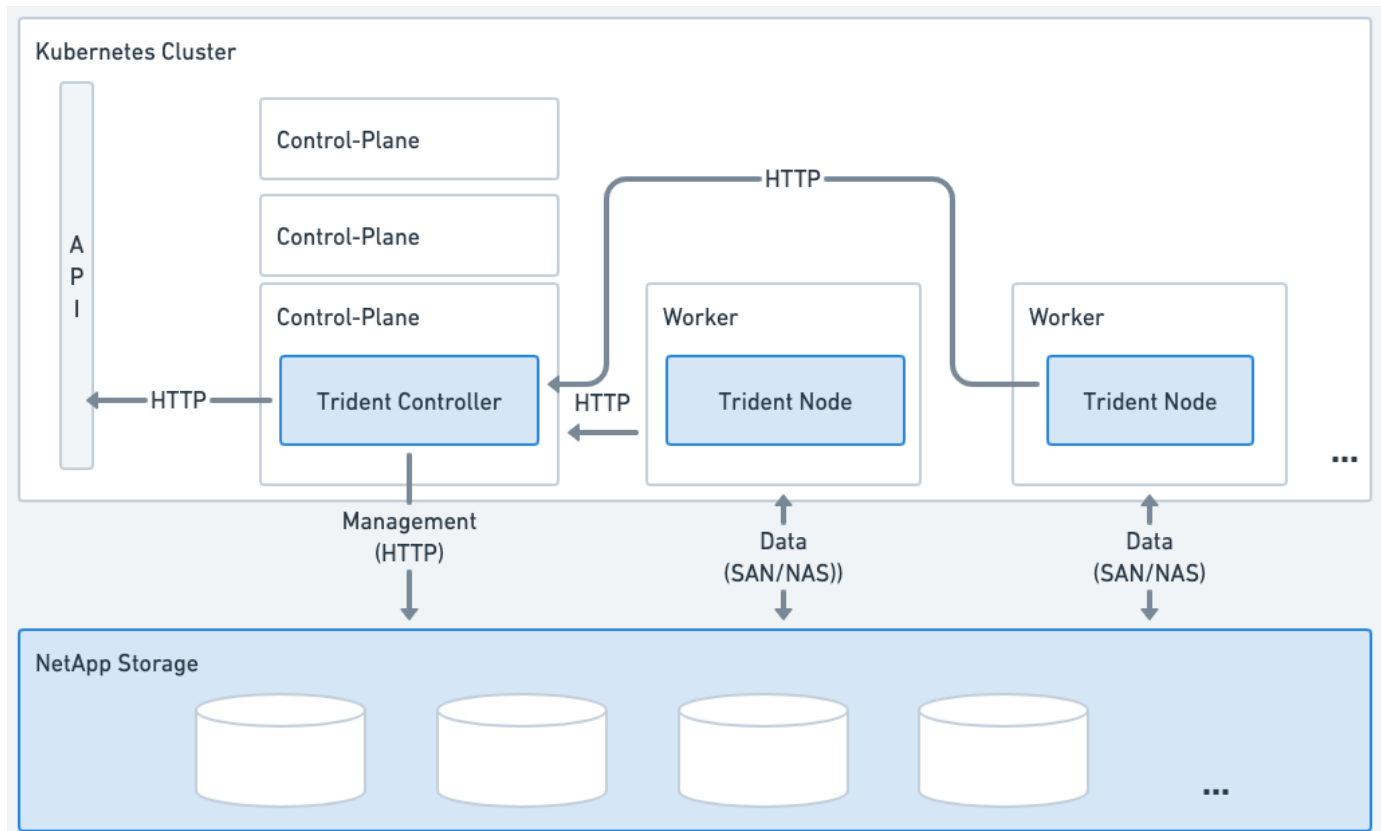 Kubernetes Cluster
A
P
I
Control-Plane
Control-Plane
Control-Plane
Trident Controller
HTTP
HTTP
HTTP
Worker
Trident Node
Worker
Trident Node
...
Management
(HTTP)
Data
(SAN/NAS))
Data
(SAN/NAS)
NetApp Storage
...